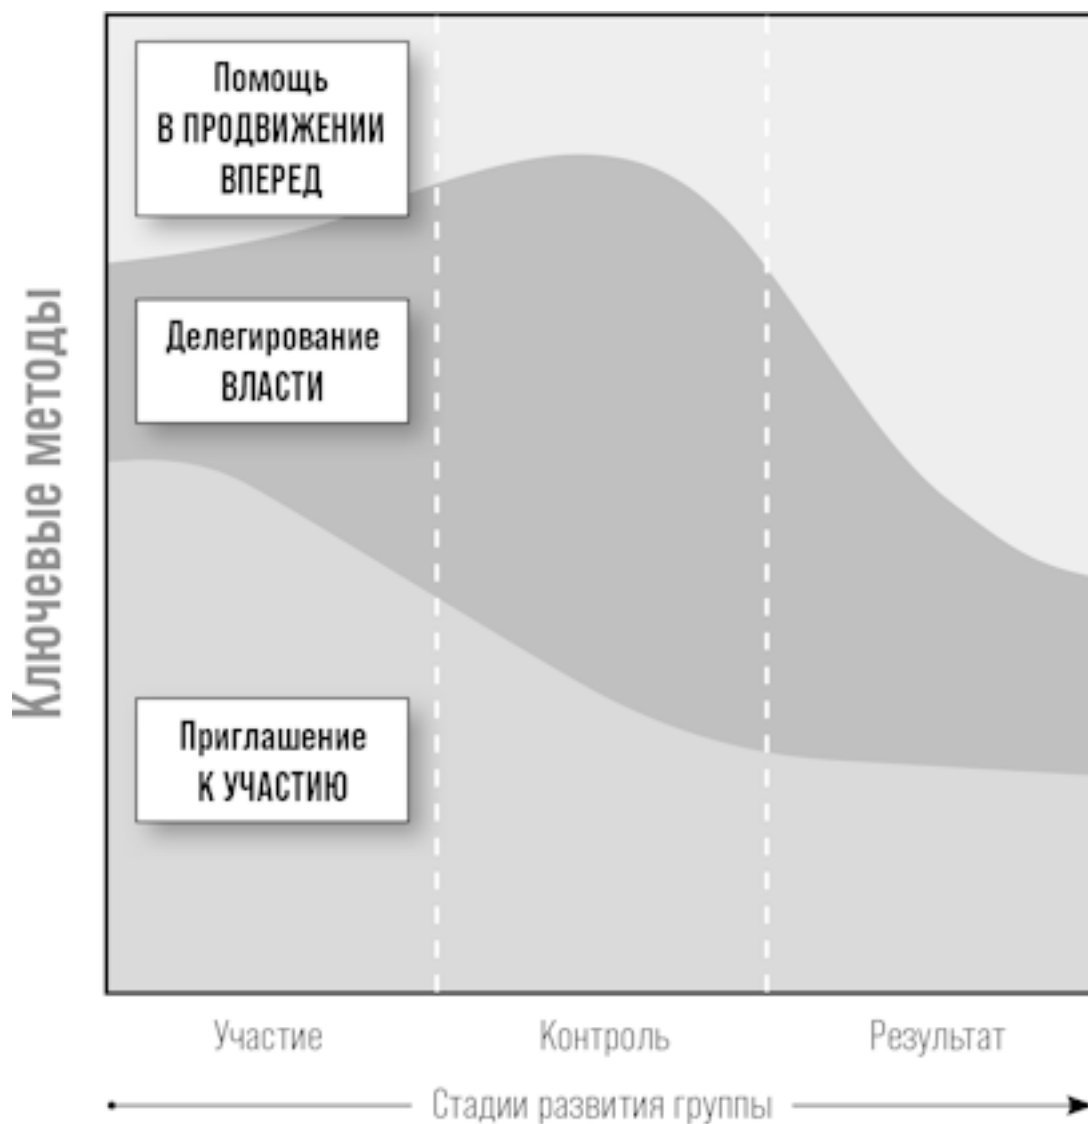 Помощь
В ПРОДВИЖЕНИИ
ВПЕРЕД
Делегирование
ВЛАСТИ
Приглашение
К УЧАСТИЮ
Ключевые методы
Участие
Контроль
Результат
Стадии развития группы